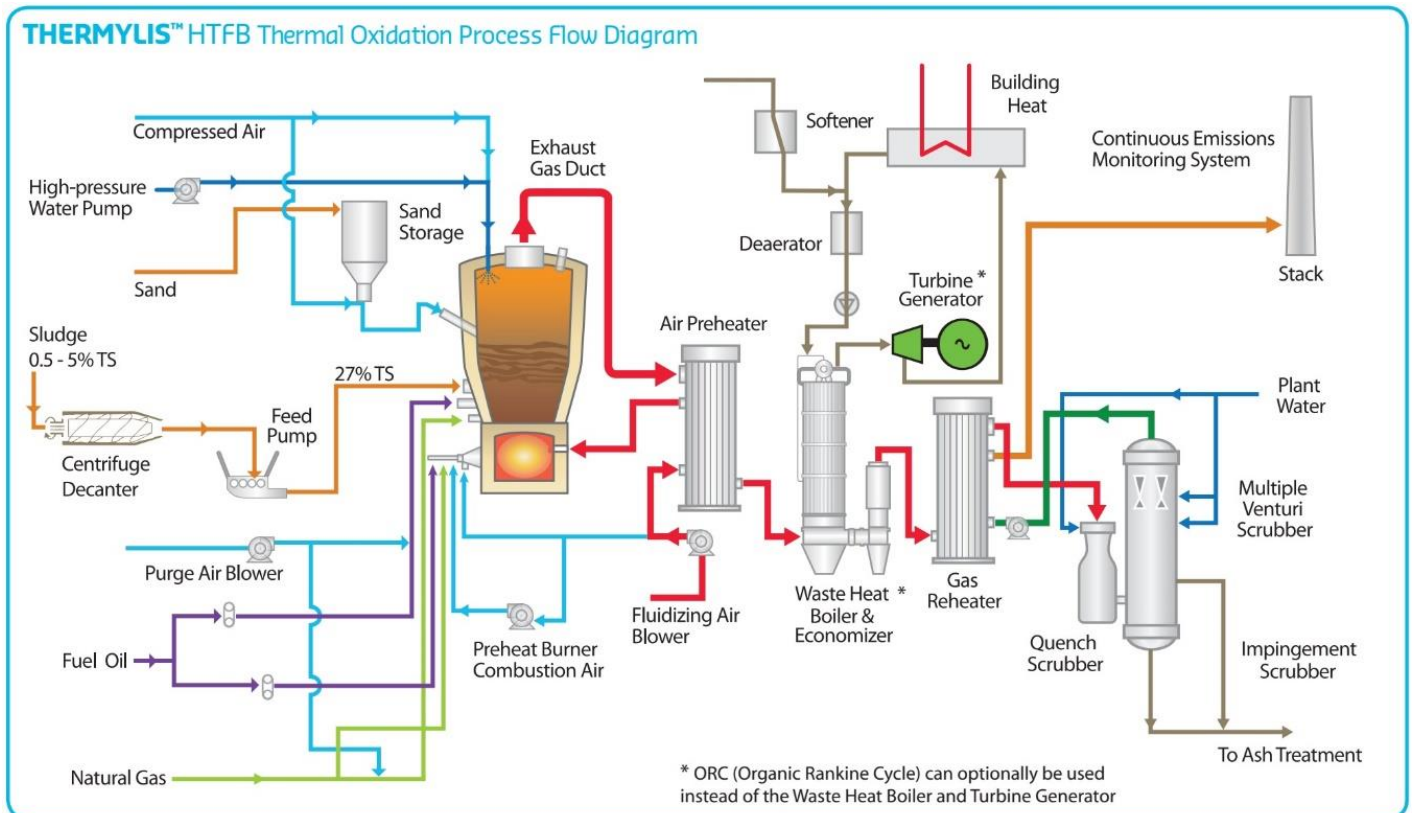 THERMYLIS™ HTFB Thermal Oxidation Process Flow Diagram
Compressed Air
High-pressure
Water Pump
Sand
Sand
Storage
Exhaust
Gas Duct
Sludge
0.5 - 5% TS
27% TS
Feed
Pump
Centrifuge
Decanter
Purge Air Blower
Fuel Oil
Natural Gas
Preheat Burner
Combustion Air
Air Preheater
Fluidizing Air
Blower
Softener
Deaerator
Building
Heat
Turbine *
Generator
~
Waste Heat *
Boiler &
Economizer
Gas
Reheater
Continuous Emissions
Monitoring System
Stack
Plant
Water
Multiple
Venturi
Scrubber
Quench
Scrubber
Impingement
Scrubber
To Ash Treatment
* ORC (Organic Rankine Cycle) can optionally be used
instead of the Waste Heat Boiler and Turbine Generator